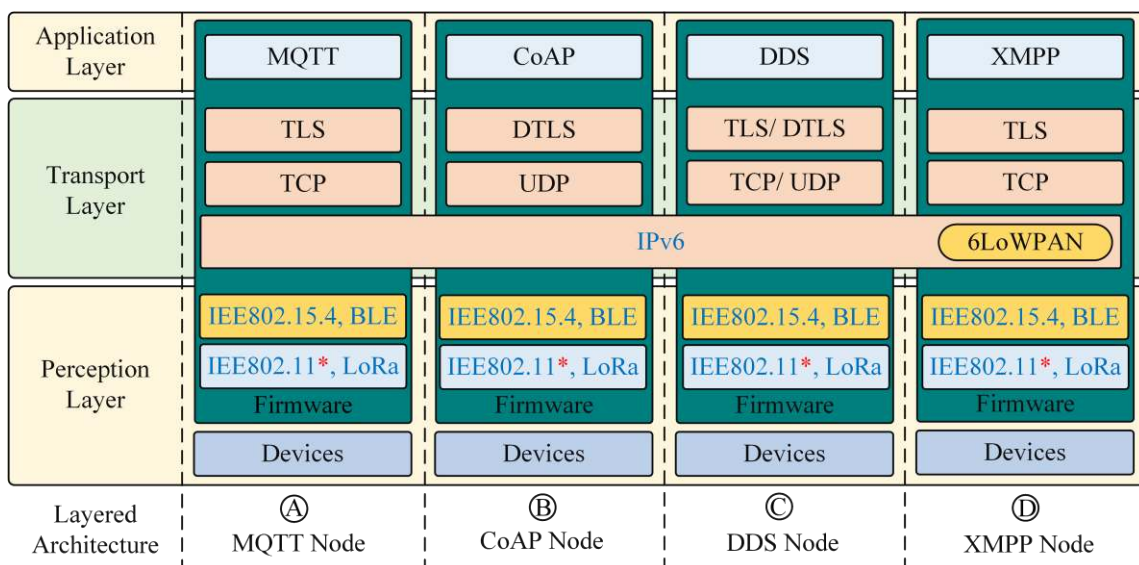 Application
Layer
MQTT
CoAP
DDS
XMPP
Transport
Layer
TLS
DTLS
TLS/ DTLS
TLS
TCP
UDP
TCP/ UDP
TCP
IPv6
6LoWPAN
Perception
Layer
IEE802.15.4, BLE
IEE802.15.4, BLE
IEE802.15.4, BLE
IEE802.15.4, BLE
IEE802.11*, LoRa
IEE802.11*, LoRa
IEE802.11*, LoRa
IEE802.11*, LoRa
Firmware
Firmware
Firmware
Firmware
Devices
Devices
Devices
Devices
Layered
Architecture
Ⓐ
MQTT Node
Ⓑ
CoAP Node
Ⓒ
DDS Node
Ⓓ
XMPP Node